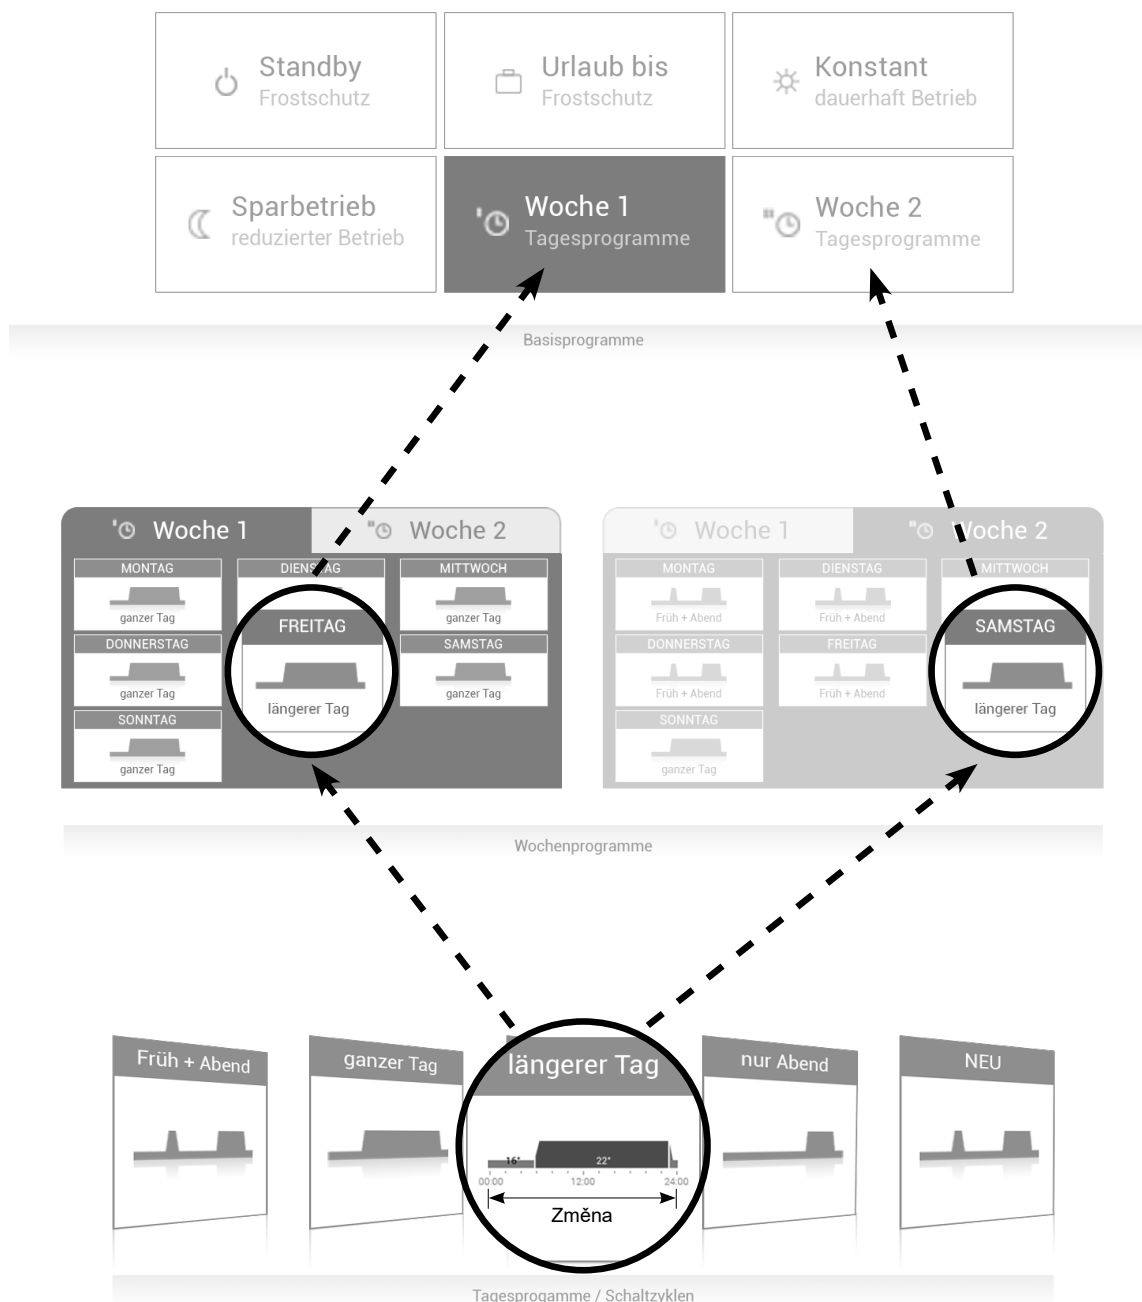 Standby
Frostschutz
Urlaub bis
Frostschutz
Konstant
dauerhaft Betrieb
Sparbetrieb
reduzierter Betrieb
Woche 1
Tagesprogramme
Woche 2
Tagesprogramme
Basisprogramme
Woche 1
Woche 2
MONTAG
ganzer Tag
DIENSTAG
MITTWOCH
ganzer Tag
DONNERSTAG
ganzer Tag
FREITAG
längerer Tag
SAMSTAG
ganzer Tag
SONNTAG
ganzer Tag
Woche 1
Woche 2
MONTAG
Früh + Abend
DIENSTAG
Früh + Abend
MITTWOCH
DONNERSTAG
Früh + Abend
FREITAG
Früh + Abend
SAMSTAG
längerer Tag
SONNTAG
ganzer Tag
Wochenprogramme
Früh + Abend
ganzer Tag
längerer Tag
16°
22°
00:00 12:00 24:00
Změna
nur Abend
NEU
Tagesprogamme / Schaltzyklen